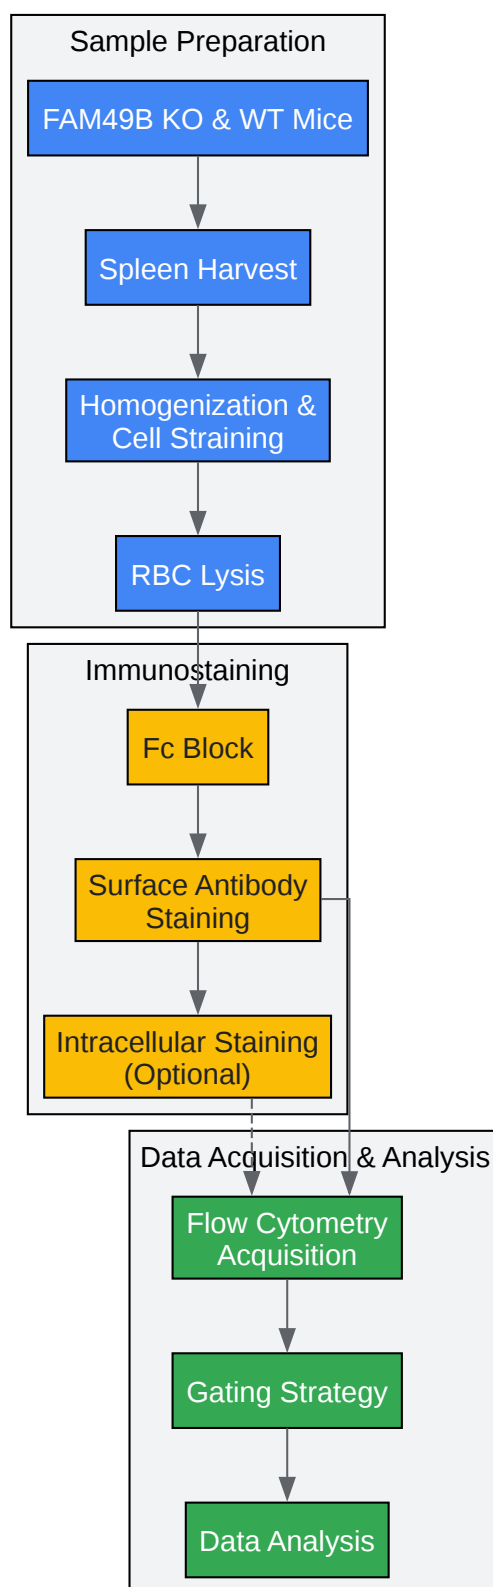 Sample Preparation
FAM49B KO & WT Mice
Spleen Harvest
Homogenization &
Cell Straining
RBC Lysis
Immunostaining
Fc Block
Surface Antibody
Staining
Intracellular Staining
(Optional)
Data Acquisition & Analysis
Flow Cytometry
Acquisition
Gating Strategy
Data Analysis